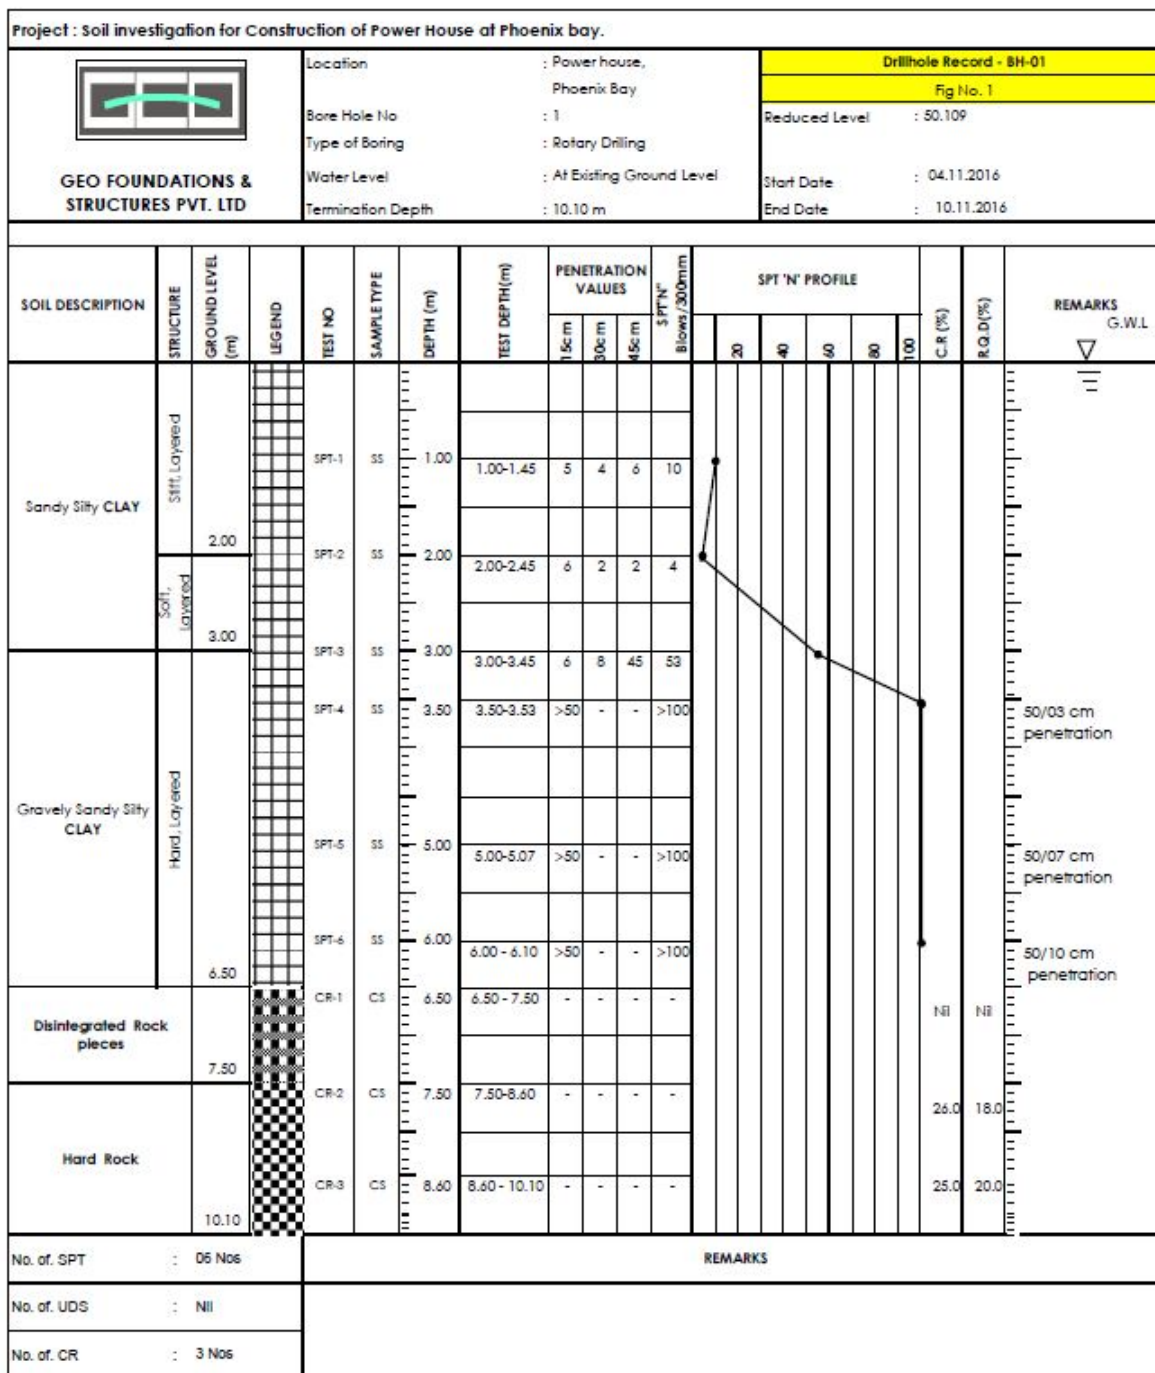 Project : Soil investigation for Construction of Power House at Phoenix bay.
GEO FOUNDATIONS &
STRUCTURES PVT. LTD
Location : Power house,
Phoenix Bay
Bore Hole No : 1
Type of Boring : Rotary Drilling
Water Level : At Existing Ground Level
Termination Depth : 10.10 m
Drillhole Record - BH-01
Fig No. 1
Reduced Level : 50.109
Start Date : 04.11.2016
End Date : 10.11.2016
SOIL DESCRIPTION
STRUCTURE
GROUND LEVEL
(m)
LEGEND
TEST NO
SAMPLE TYPE
DEPTH (m)
TEST DEPTH(m)
PENETRATION
VALUES
15cm
30cm
45cm
SPT"N"
Blows/300mm
SPT 'N' PROFILE
20 40 60 80 100
C.R (%)
R.Q.D(%)
REMARKS
G.W.L
Sandy Silty CLAY
Stiff, Layered
2.00
Soft,
Layered
3.00
SPT-1 SS 1.00 1.00-1.45 5 4 6 10
SPT-2 SS 2.00 2.00-2.45 6 2 2 4
SPT-3 SS 3.00 3.00-3.45 6 8 45 53
SPT-4 SS 3.50 3.50-3.53 >50 - - >100 50/03 cm
penetration
Gravely Sandy Silty
CLAY
Hard, Layered
6.50
SPT-5 SS 5.00 5.00-5.07 >50 - - >100 50/07 cm
penetration
SPT-6 SS 6.00 6.00 - 6.10 >50 - - >100 50/10 cm
penetration
Disintegrated Rock
pieces
7.50
CR-1 CS 6.50 6.50 - 7.50 - - - - Nil Nil
CR-2 CS 7.50 7.50-8.60 - - - - 26.0 18.0
Hard Rock
10.10
CR-3 CS 8.60 8.60 - 10.10 - - - - 25.0 20.0
No. of. SPT : 06 Nos
REMARKS
No. of. UDS : Nil
No. of. CR : 3 Nos